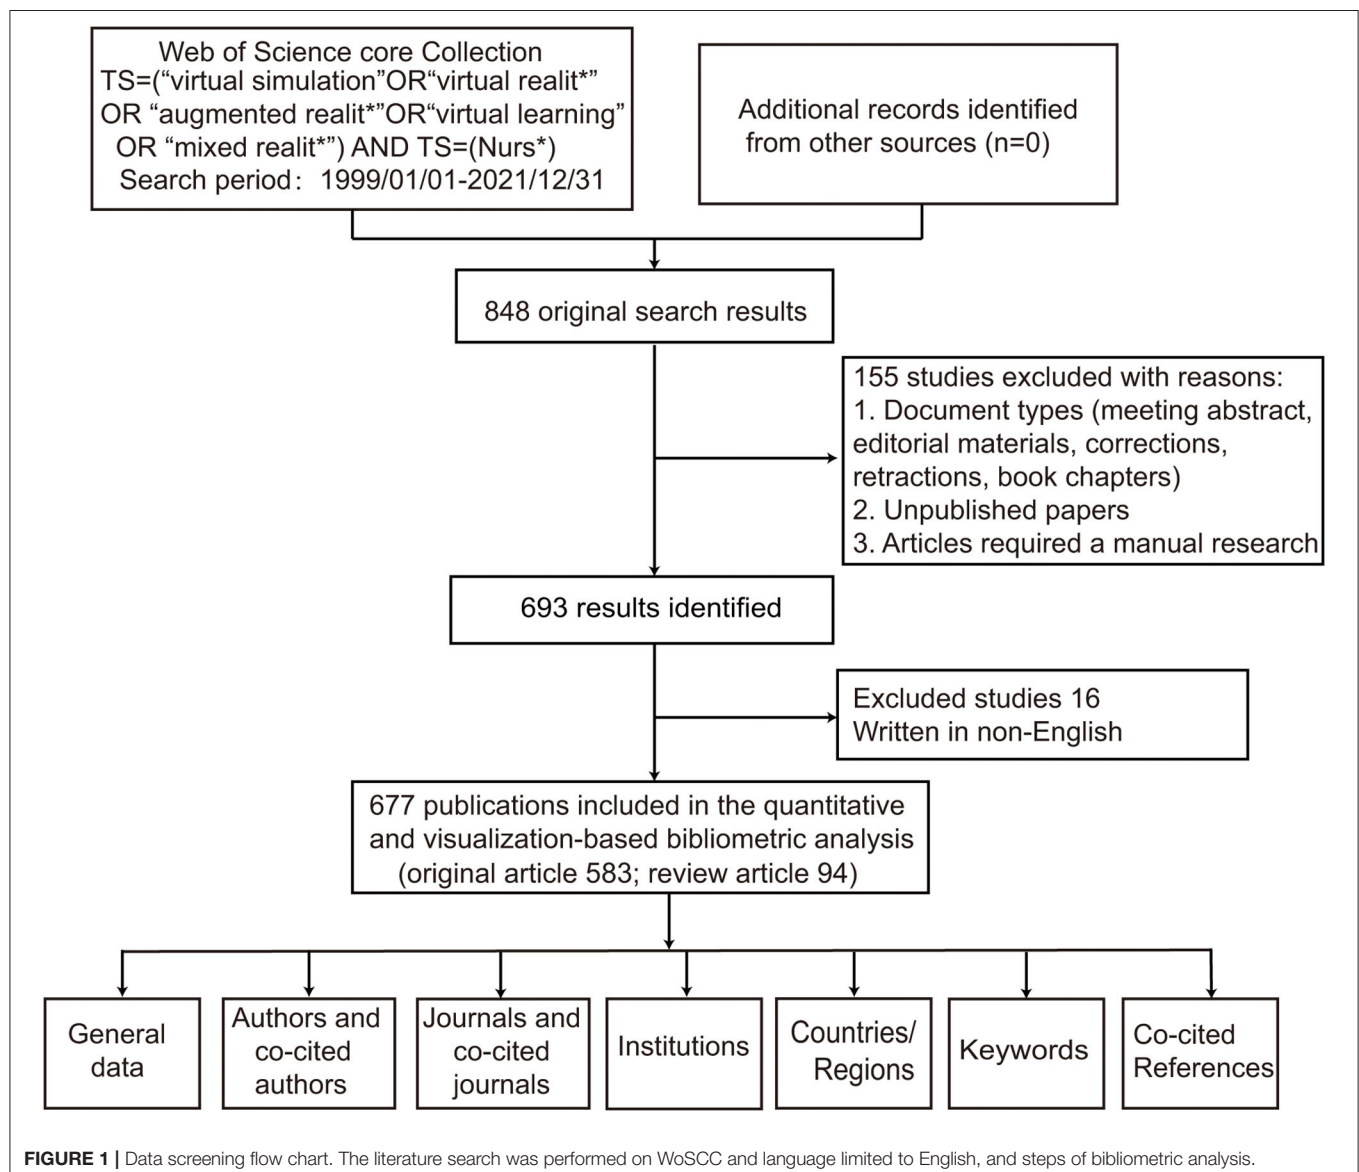 Web of Science core Collection
TS=(“virtual simulation”OR“virtual realit*”
OR “augmented realit*”OR“virtual learning”
OR “mixed realit*”) AND TS=(Nurs*)
Search period： 1999/01/01-2021/12/31
Additional records identified
from other sources (n=0)
848 original search results
155 studies excluded with reasons:
1. Document types (meeting abstract,
editorial materials, corrections,
retractions, book chapters)
2. Unpublished papers
3. Articles required a manual research
693 results identified
Excluded studies 16
Written in non-English
677 publications included in the quantitative
and visualization-based bibliometric analysis
(original article 583; review article 94)
General
data
Authors and
co-cited
authors
Journals and
co-cited
journals
Institutions
Countries/
Regions
Keywords
Co-cited
References
FIGURE 1 | Data screening flow chart. The literature search was performed on WoSCC and language limited to English, and steps of bibliometric analysis.